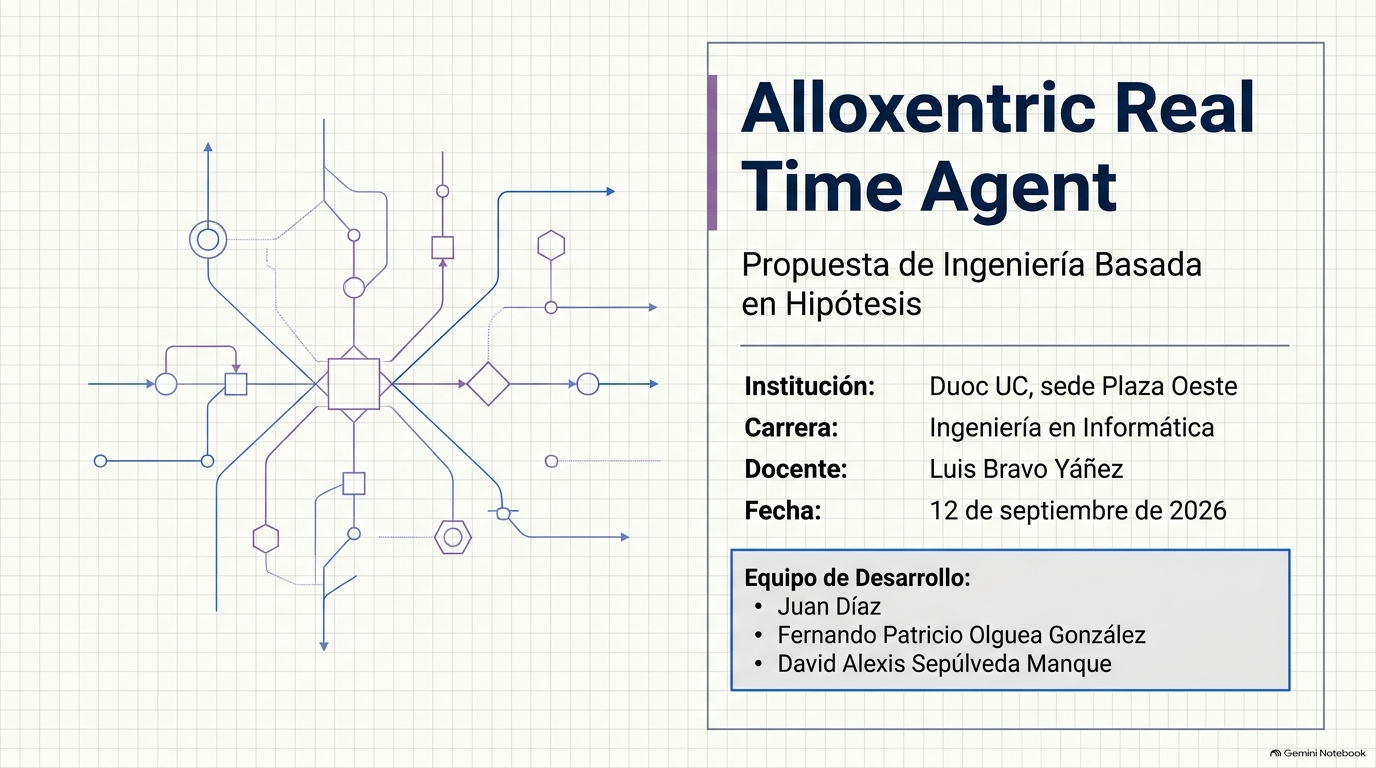 Alloxentric Real
Time Agent
Propuesta de Ingeniería Basada
en Hipótesis
Institución: Duoc UC, sede Plaza Oeste
Carrera: Ingeniería en Informática
Docente: Luis Bravo Yáñez
Fecha: 12 de septiembre de 2026
Equipo de Desarrollo:
• Juan Díaz
• Fernando Patricio Olguea González
• David Alexis Sepúlveda Manque
Gemini Notebook